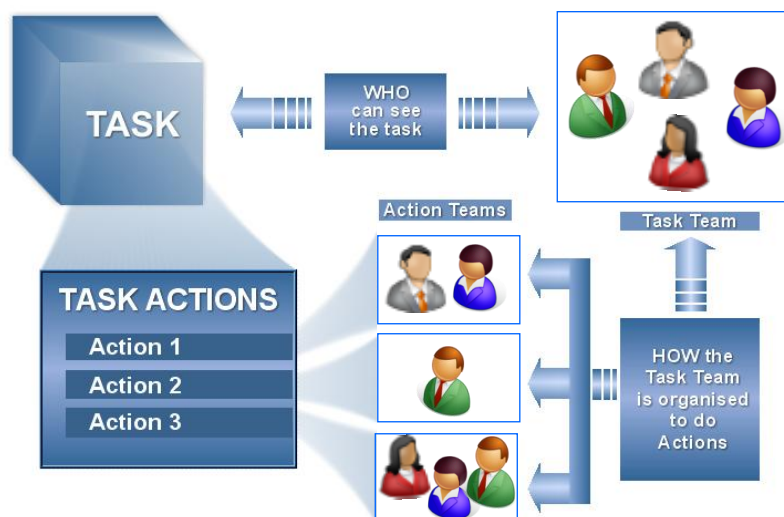 TASK
WHO
can see
the task
Action Teams
Task Team
TASK ACTIONS
Action 1
Action 2
Action 3
HOW the
Task Team
is organised
to do
Actions